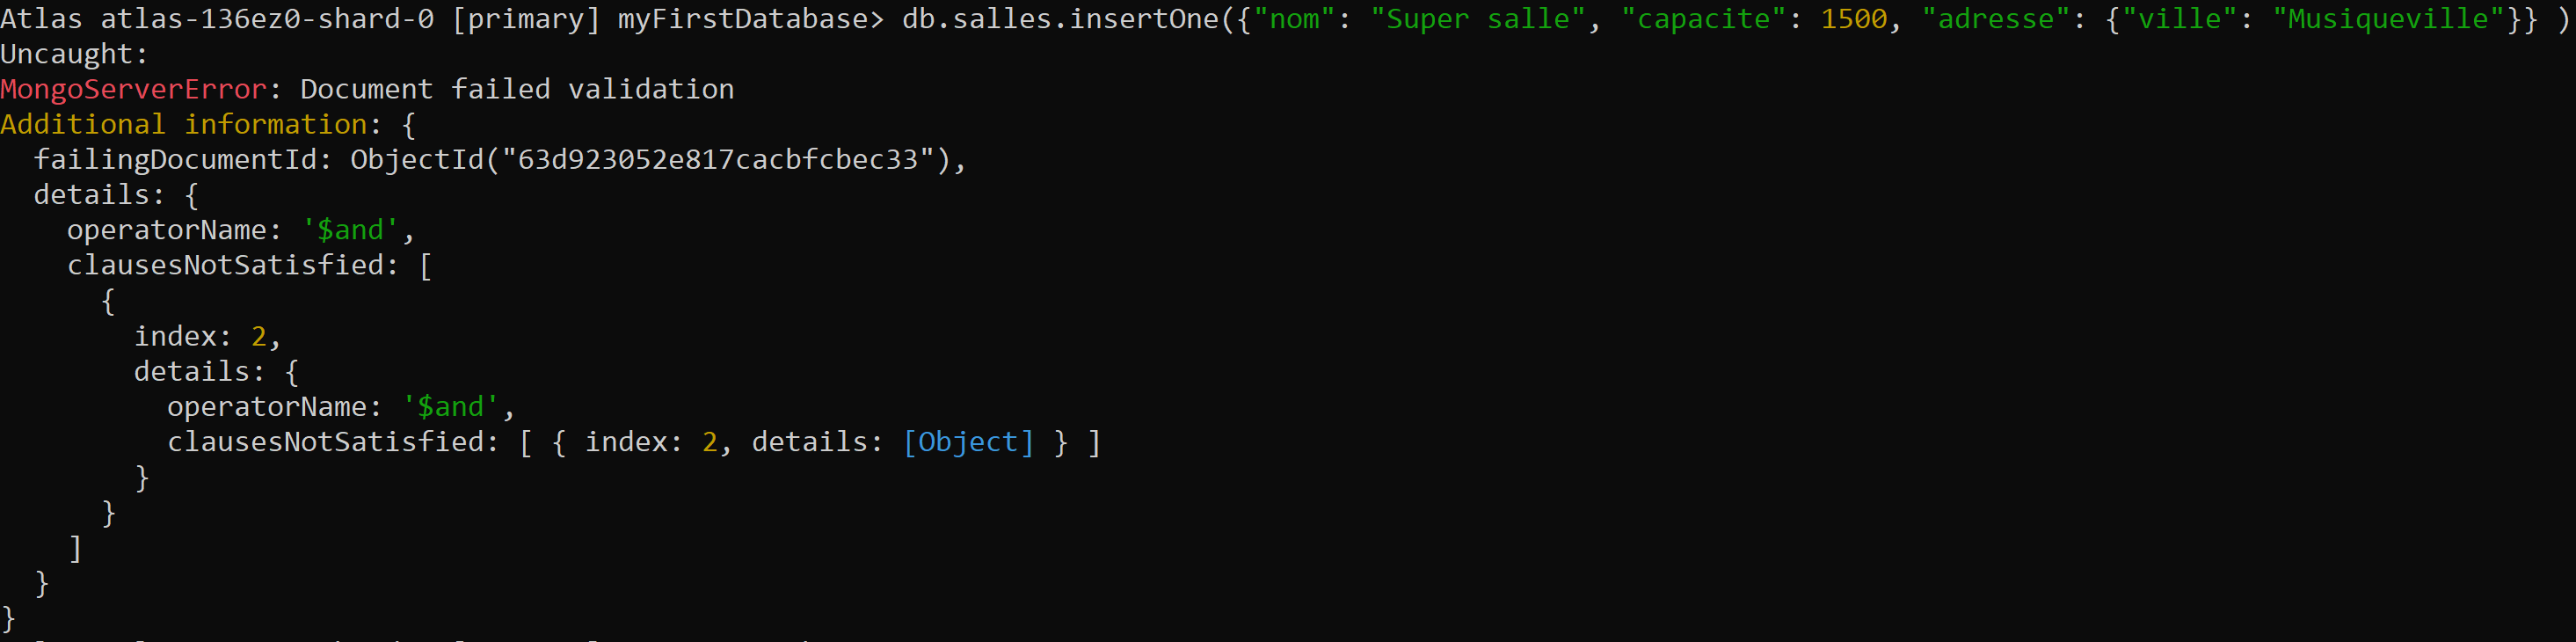 Atlas atlas-136ez0-shard-0 [primary] myFirstDatabase> db.salles.insertOne({"nom": "Super salle", "capacite": 1500, "adresse": {"ville": "Musiqueville"}} )
Uncaught:
MongoServerError: Document failed validation
Additional information: {
  failingDocumentId: ObjectId("63d923052e817cacbfcbec33"),
  details: {
    operatorName: '$and',
    clausesNotSatisfied: [
      {
        index: 2,
        details: {
          operatorName: '$and',
          clausesNotSatisfied: [ { index: 2, details: [Object] } ]
        }
      }
    ]
  }
}